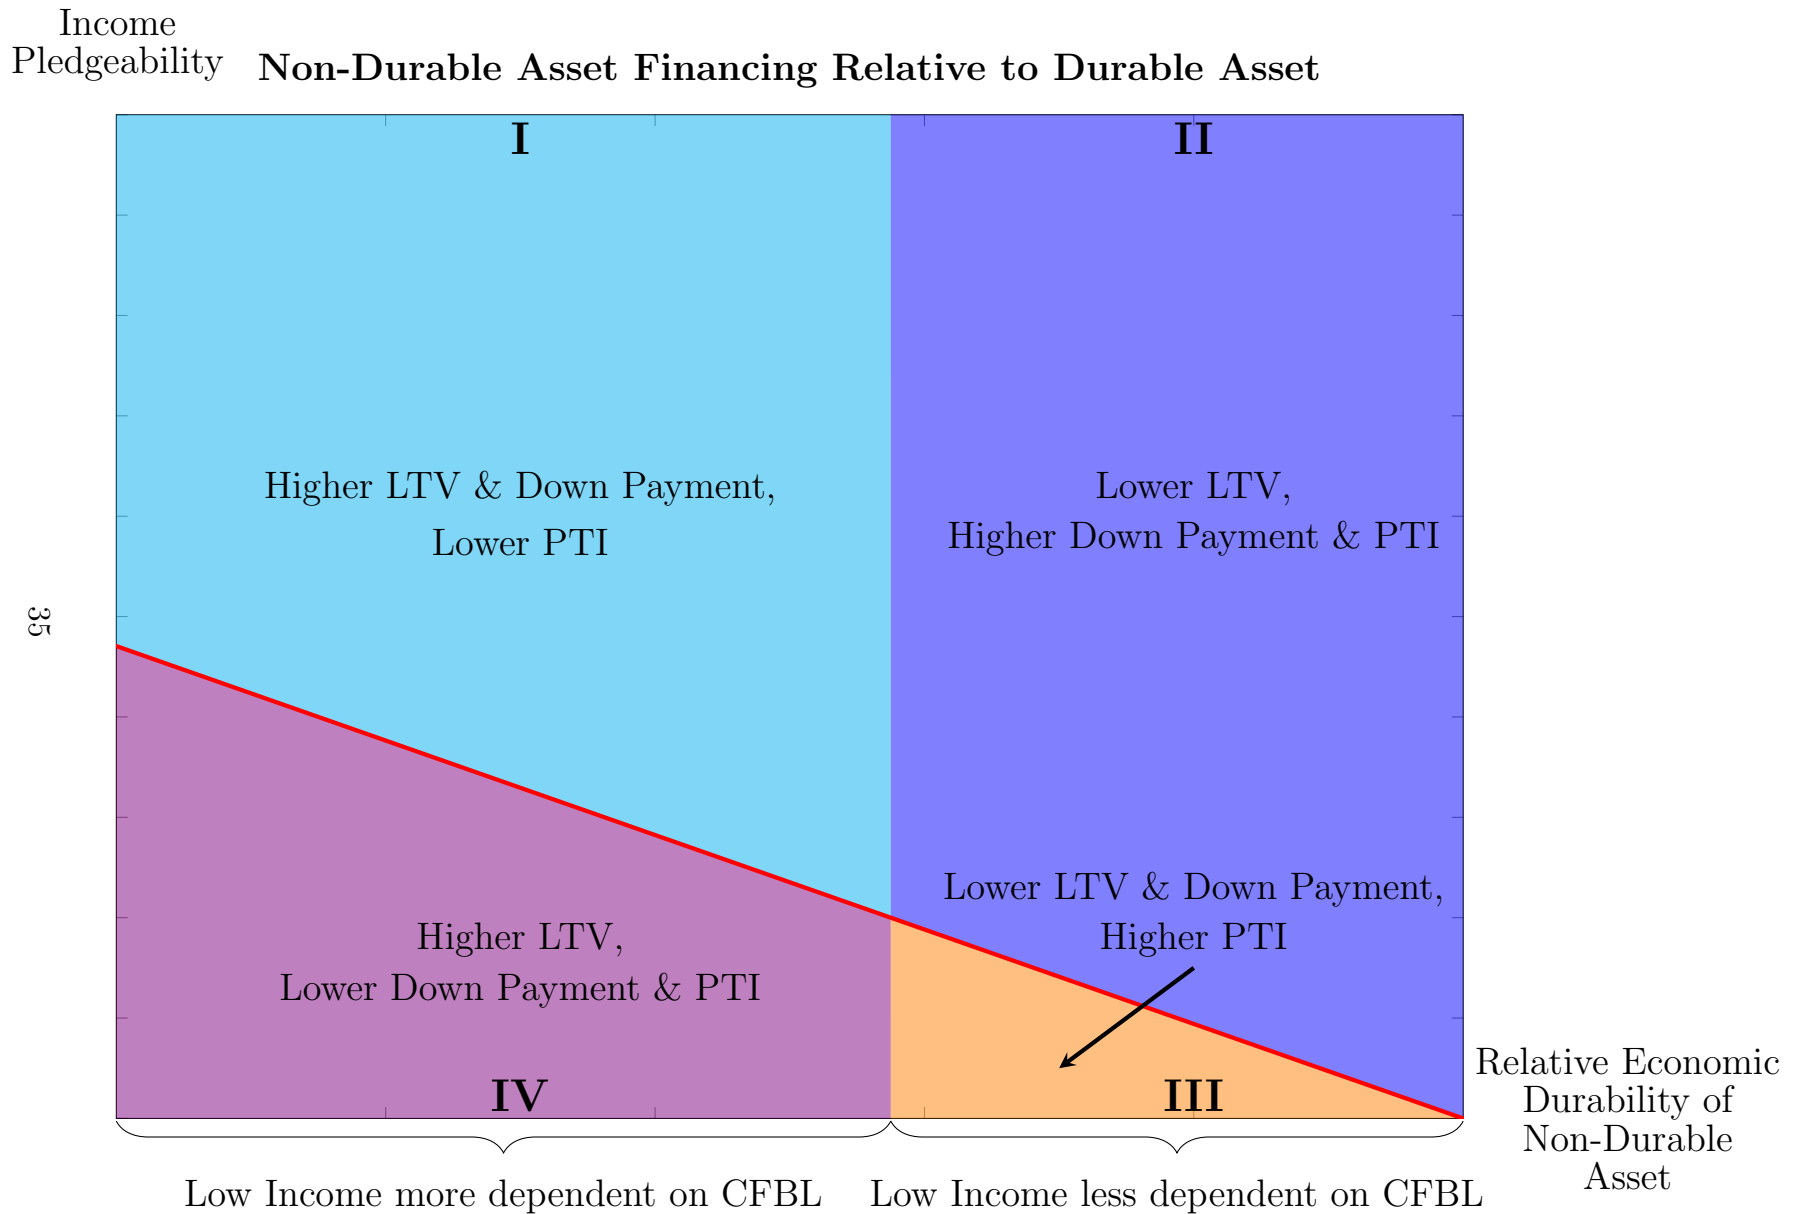 Income
Pledgeability
Non-Durable Asset Financing Relative to Durable Asset
I
II
Higher LTV & Down Payment,
Lower PTI
Lower LTV,
Higher Down Payment & PTI
35
Lower LTV & Down Payment,
Higher PTI
Higher LTV,
Lower Down Payment & PTI
IV
III
Relative Economic
Durability of
Non-Durable
Asset
Low Income more dependent on CFBL
Low Income less dependent on CFBL